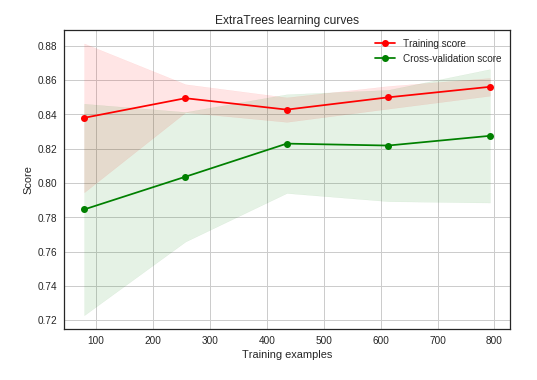 ExtraTrees learning curves
Training score
Cross-validation score
0.88
0.86
0.84
0.82
0.80
0.78
0.76
0.74
0.72
Score
100 200 300 400 500 600 700 800
Training examples